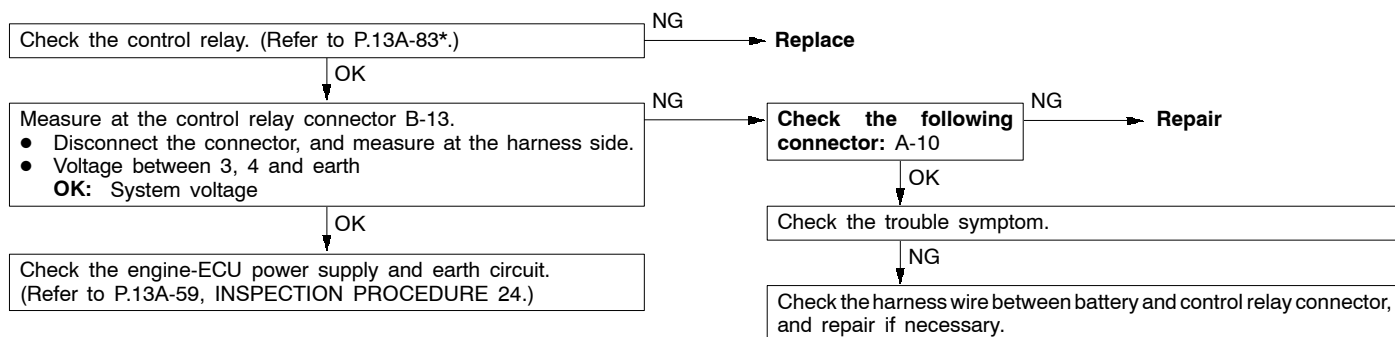 Check the control relay. (Refer to P.13A-83*.)
NG
Replace
OK
Measure at the control relay connector B-13.
● Disconnect the connector, and measure at the harness side.
● Voltage between 3, 4 and earth
OK: System voltage
NG
Check the following
connector: A-10
NG
Repair
OK
Check the trouble symptom.
NG
Check the harness wire between battery and control relay connector,
and repair if necessary.
OK
Check the engine-ECU power supply and earth circuit.
(Refer to P.13A-59, INSPECTION PROCEDURE 24.)